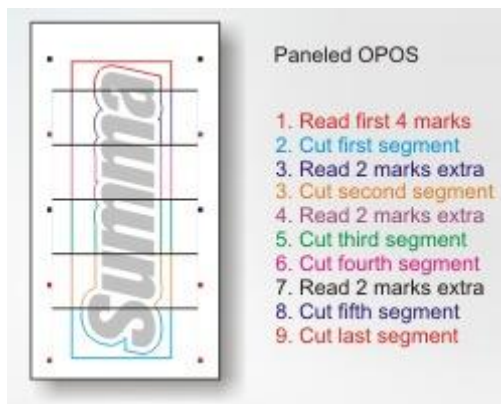 Paneled OPOS
1. Read first 4 marks
2. Cut first segment
3. Read 2 marks extra
3. Cut second segment
4. Read 2 marks extra
5. Cut third segment
6. Cut fourth segment
7. Read 2 marks extra
8. Cut fifth segment
9. Cut last segment
Summa